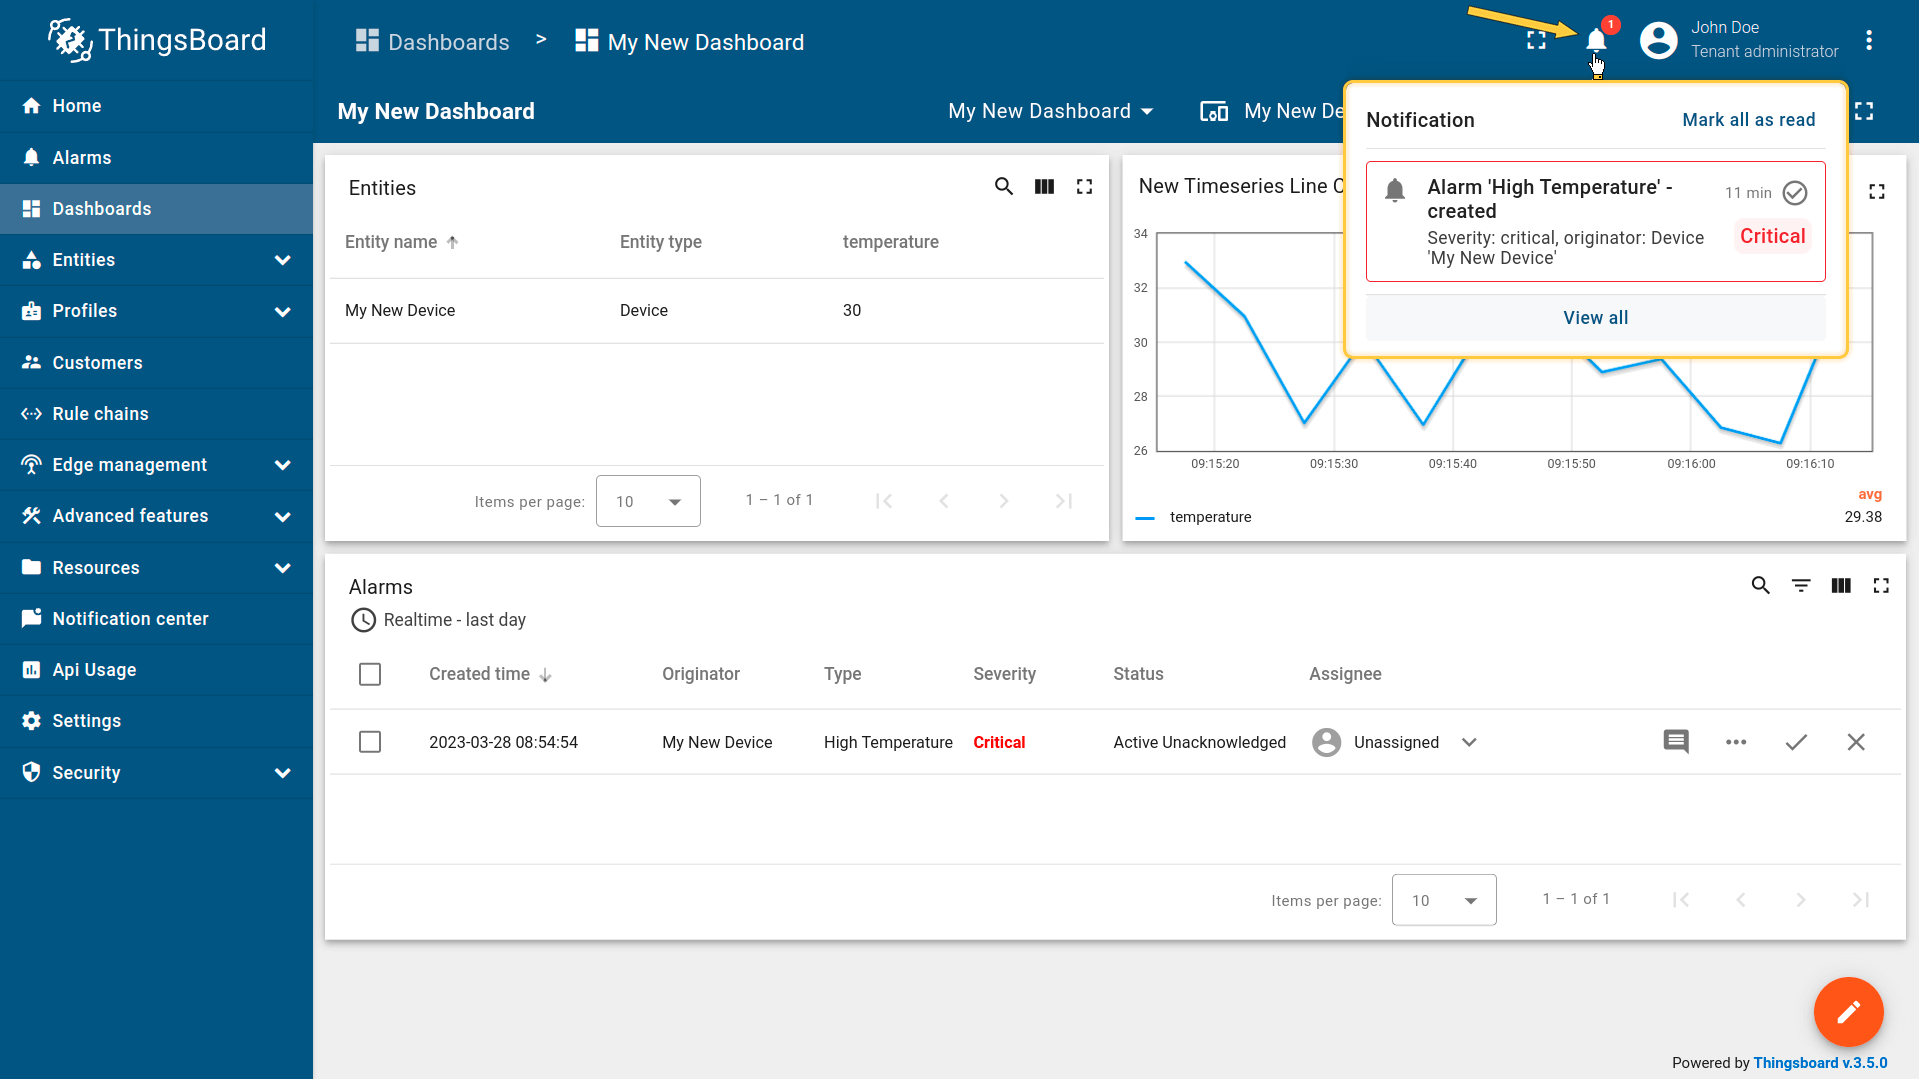 ThingsBoard
Dashboards > My New Dashboard
1
John Doe
Tenant administrator
Home
Alarms
Dashboards
Entities
Profiles
Customers
Rule chains
Edge management
Advanced features
Resources
Notification center
Api Usage
Settings
Security
My New Dashboard
My New Dashboard
My New De
Notification
Mark all as read
Alarm 'High Temperature' -
created
11 min
Severity: critical, originator: Device
'My New Device'
Critical
View all
Entities
Entity name Entity type temperature
My New Device Device 30
Items per page: 10 1 – 1 of 1
New Timeseries Line C
34
32
30
28
26
09:15:20 09:15:30 09:15:40 09:15:50 09:16:00 09:16:10
avg
temperature 29.38
Alarms
Realtime - last day
Created time Originator Type Severity Status Assignee
2023-03-28 08:54:54 My New Device High Temperature Critical Active Unacknowledged Unassigned
Items per page: 10 1 – 1 of 1
Powered by Thingsboard v.3.5.0